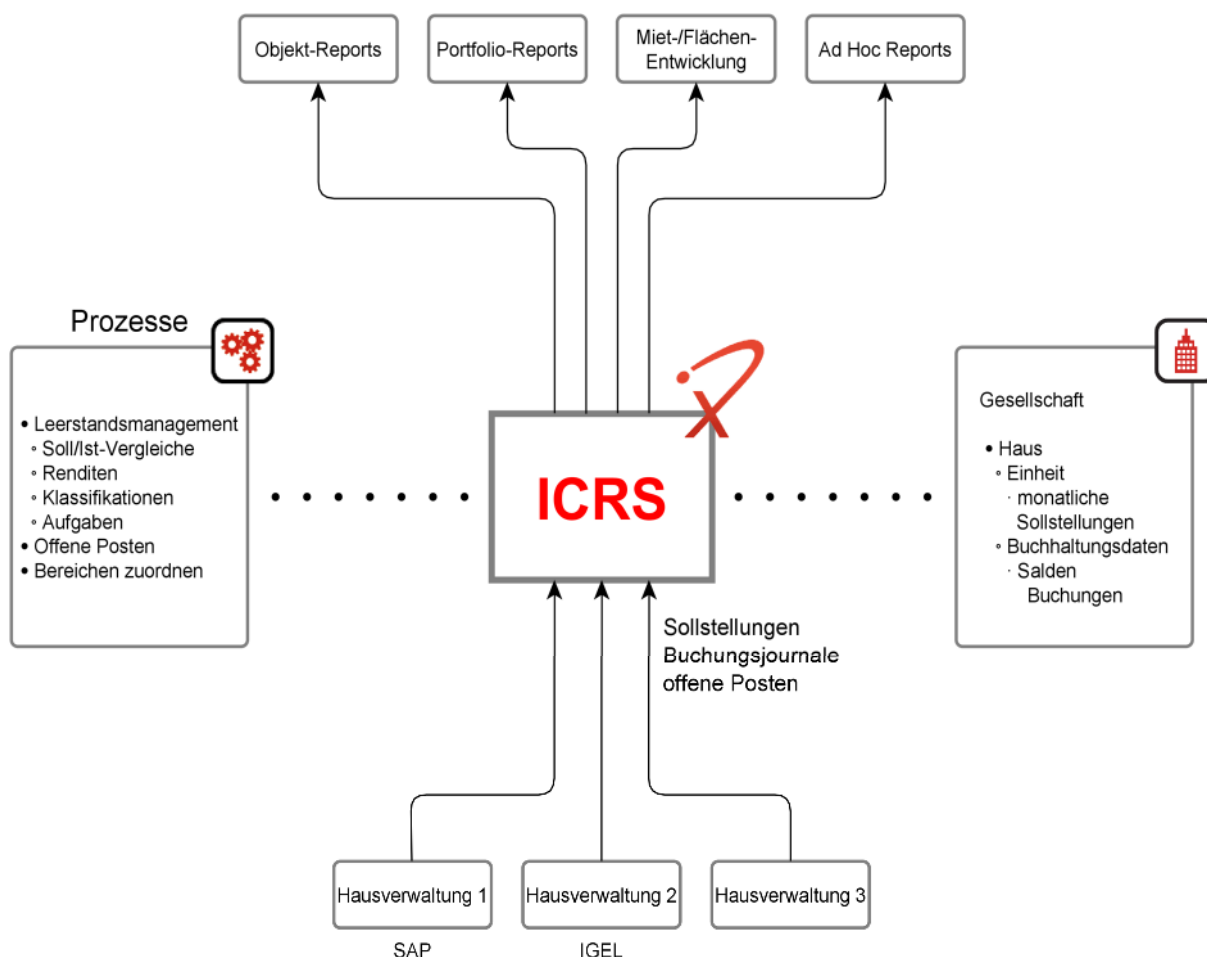 Objekt-Reports
Portfolio-Reports
Miet-/Flächen-
Entwicklung
Ad Hoc Reports
Prozesse
• Leerstandsmanagement
◦ Soll/Ist-Vergleiche
◦ Renditen
◦ Klassifikationen
◦ Aufgaben
• Offene Posten
• Bereichen zuordnen
X
ICRS
Gesellschaft
• Haus
◦ Einheit
· monatliche
Sollstellungen
◦ Buchhaltungsdaten
· Salden
Buchungen
Sollstellungen
Buchungsjournale
offene Posten
Hausverwaltung 1
Hausverwaltung 2
Hausverwaltung 3
SAP
IGEL